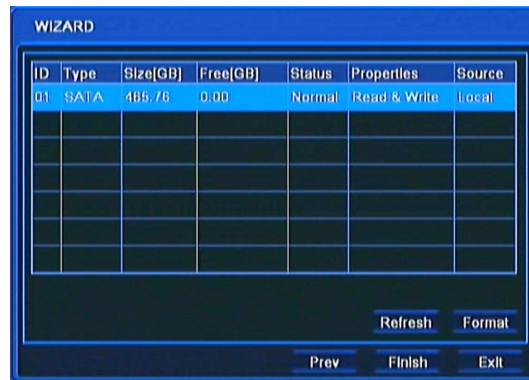 WIZARD
ID Type Size[GB] Free[GB] Status Properties Source
01 SATA 465.76 0.00 Normal Read & Write Local
Refresh Format
Prev Finish Exit